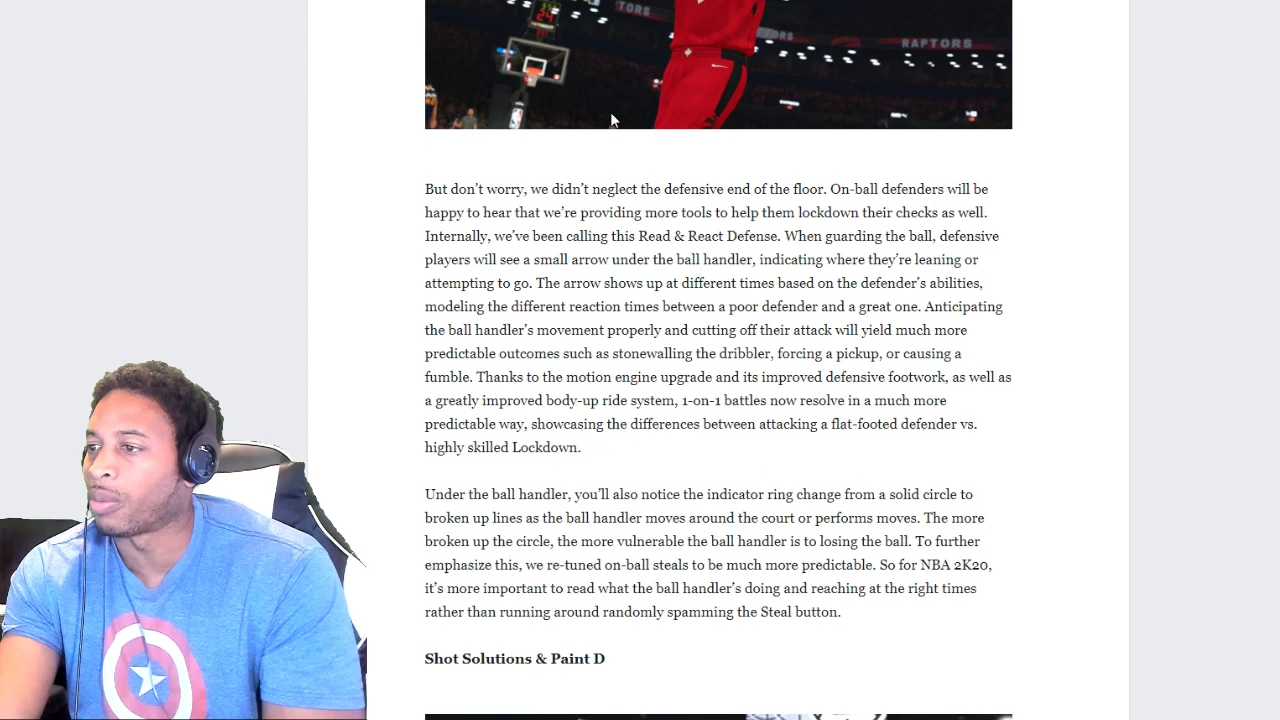 TORS
ORS
RAPTORS
24
But don’t worry, we didn’t neglect the defensive end of the floor. On-ball defenders will be
happy to hear that we’re providing more tools to help them lockdown their checks as well.
Internally, we’ve been calling this Read & React Defense. When guarding the ball, defensive
players will see a small arrow under the ball handler, indicating where they’re leaning or
attempting to go. The arrow shows up at different times based on the defender’s abilities,
modeling the different reaction times between a poor defender and a great one. Anticipating
the ball handler’s movement properly and cutting off their attack will yield much more
predictable outcomes such as stonewalling the dribbler, forcing a pickup, or causing a
fumble. Thanks to the motion engine upgrade and its improved defensive footwork, as well as
a greatly improved body-up ride system, 1-on-1 battles now resolve in a much more
predictable way, showcasing the differences between attacking a flat-footed defender vs.
highly skilled Lockdown.
Under the ball handler, you’ll also notice the indicator ring change from a solid circle to
broken up lines as the ball handler moves around the court or performs moves. The more
broken up the circle, the more vulnerable the ball handler is to losing the ball. To further
emphasize this, we re-tuned on-ball steals to be much more predictable. So for NBA 2K20,
it’s more important to read what the ball handler’s doing and reaching at the right times
rather than running around randomly spamming the Steal button.
Shot Solutions & Paint D